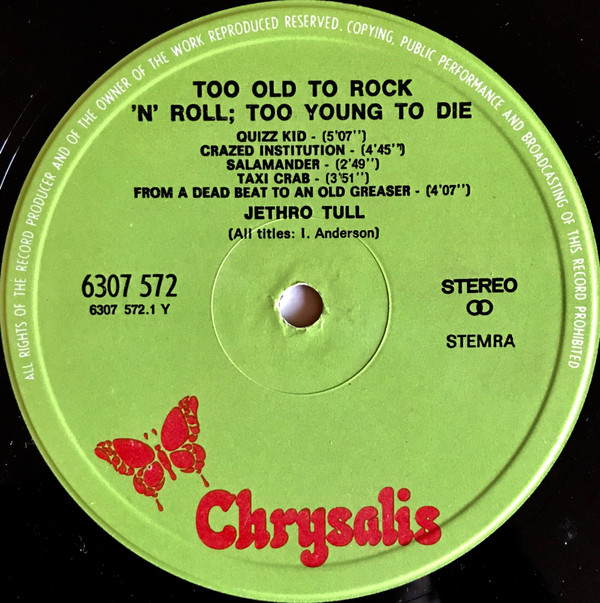 ALL RIGHTS OF THE RECORD PRODUCER AND OF THE OWNER OF THE WORK REPRODUCED RESERVED. COPYING, PUBLIC PERFORMANCE AND BROADCASTING OF THIS RECORD PROHIBITED
TOO OLD TO ROCK
'N' ROLL; TOO YOUNG TO DIE
QUIZZ KID - (5'07")
CRAZED INSTITUTION - (4'45")
SALAMANDER - (2'49")
TAXI CRAB - (3'51")
FROM A DEAD BEAT TO AN OLD GREASER - (4'07")
JETHRO TULL
(All titles: I. Anderson)
6307 572
6307 572.1 Y
STEREO
STEMRA
Chrysalis